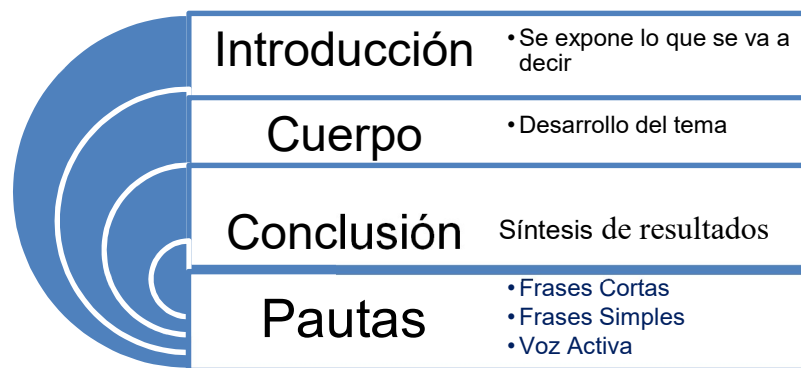 Introducción
• Se expone lo que se va a
decir
Cuerpo
• Desarrollo del tema
Conclusión
Síntesis de resultados
Pautas
• Frases Cortas
• Frases Simples
• Voz Activa